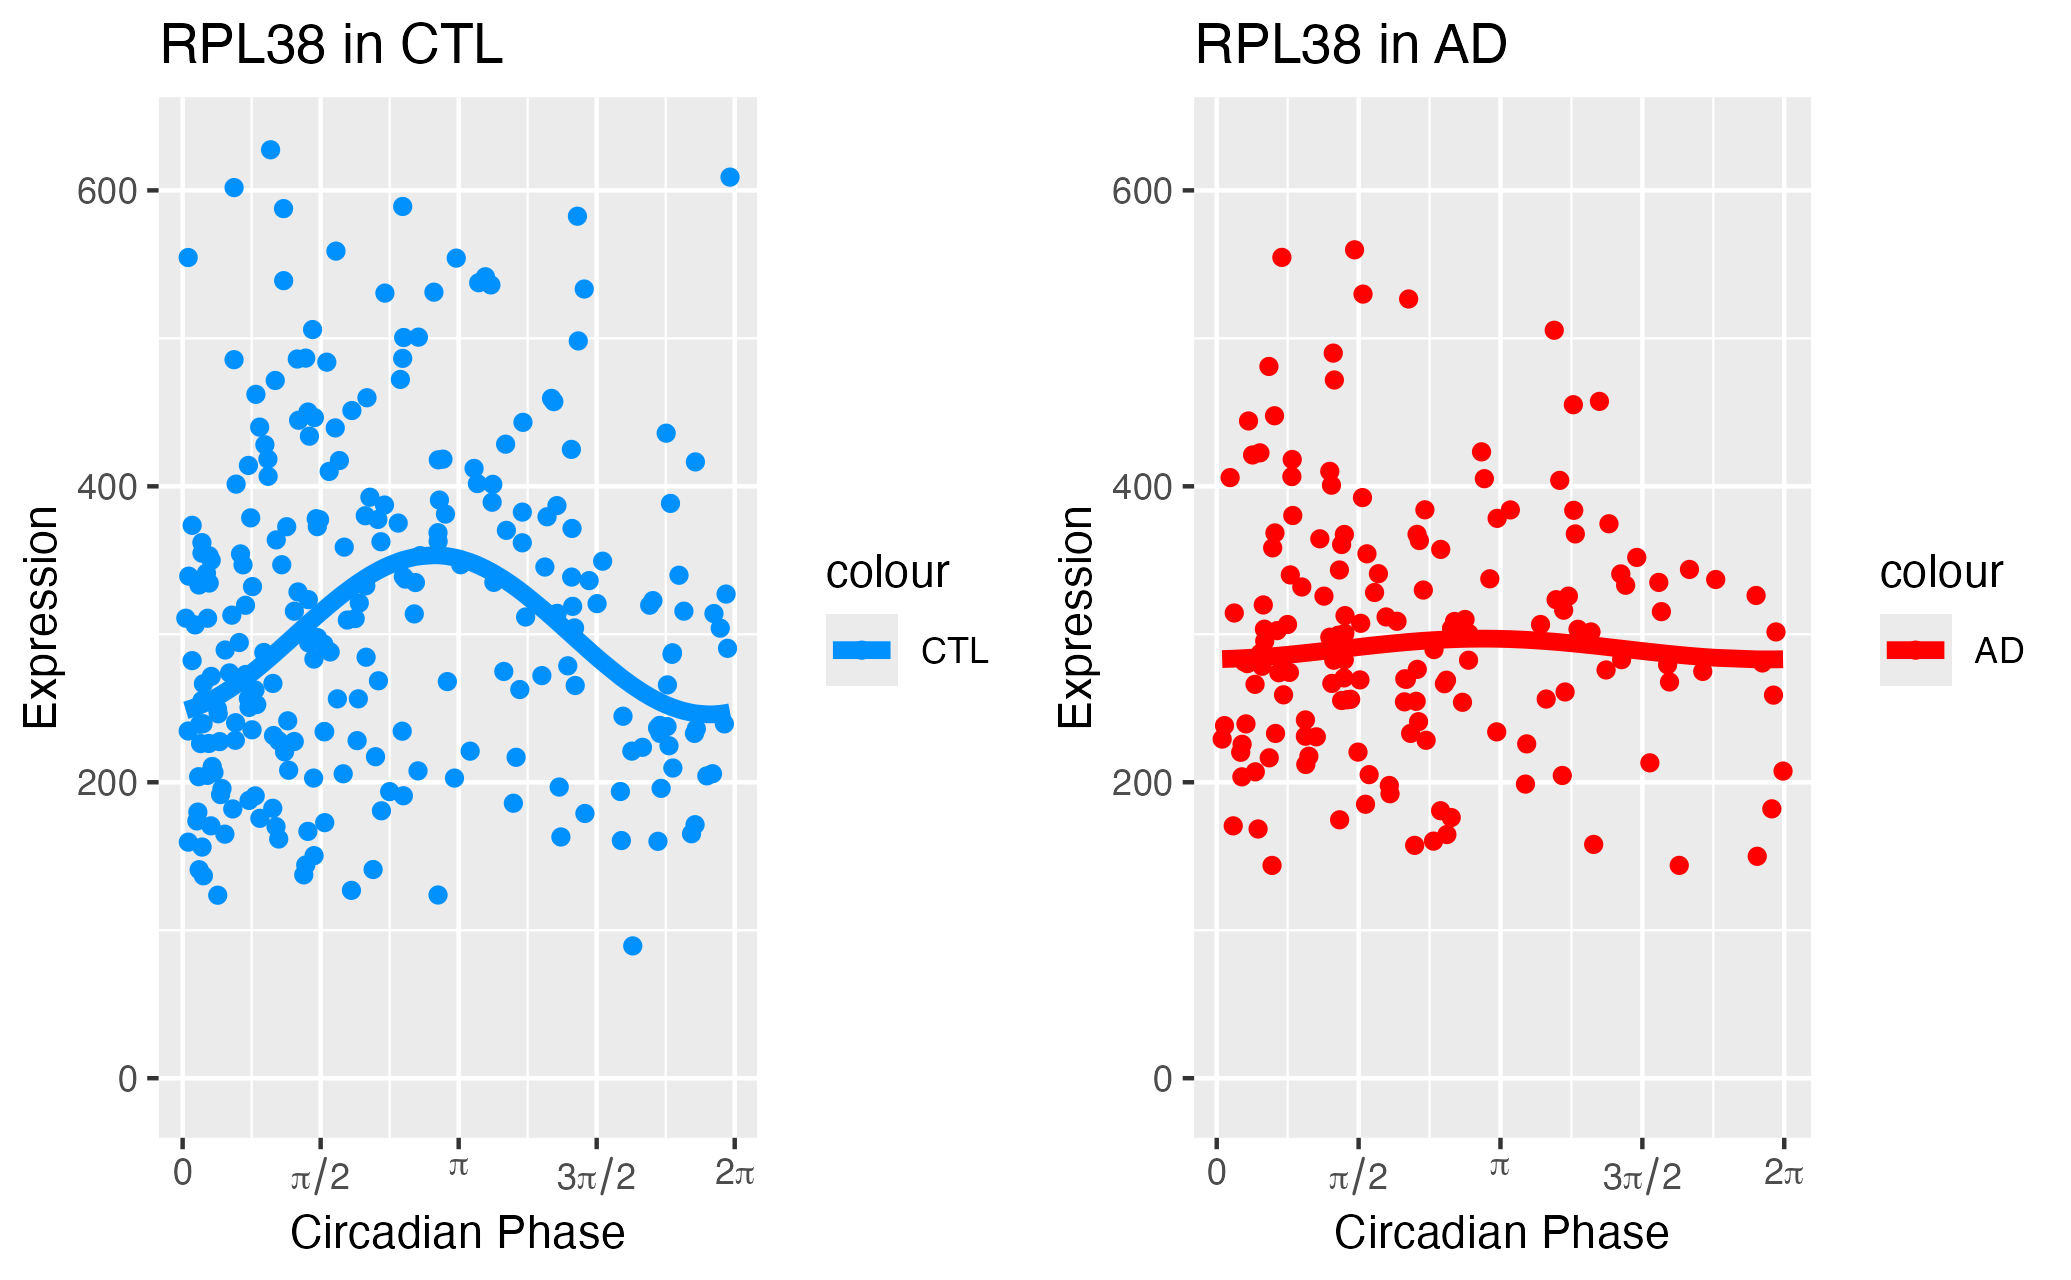 RPL38 in CTL
Expression
600
400
200
0
0 π/2 π 3π/2 2π
Circadian Phase
colour
CTL
RPL38 in AD
Expression
600
400
200
0
0 π/2 π 3π/2 2π
Circadian Phase
colour
AD